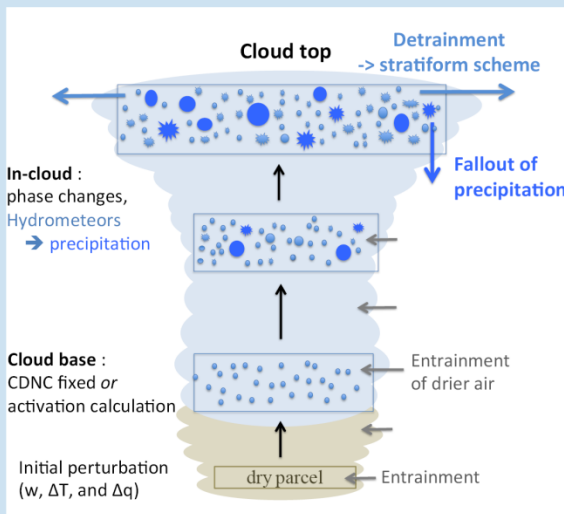 Cloud top
Detrainment
-> stratiform scheme
In-cloud :
phase changes,
Hydrometeors
➔ precipitation
Fallout of
precipitation
Cloud base :
CDNC fixed or
activation calculation
Entrainment
of drier air
Initial perturbation
(w, ΔT, and Δq)
dry parcel
Entrainment